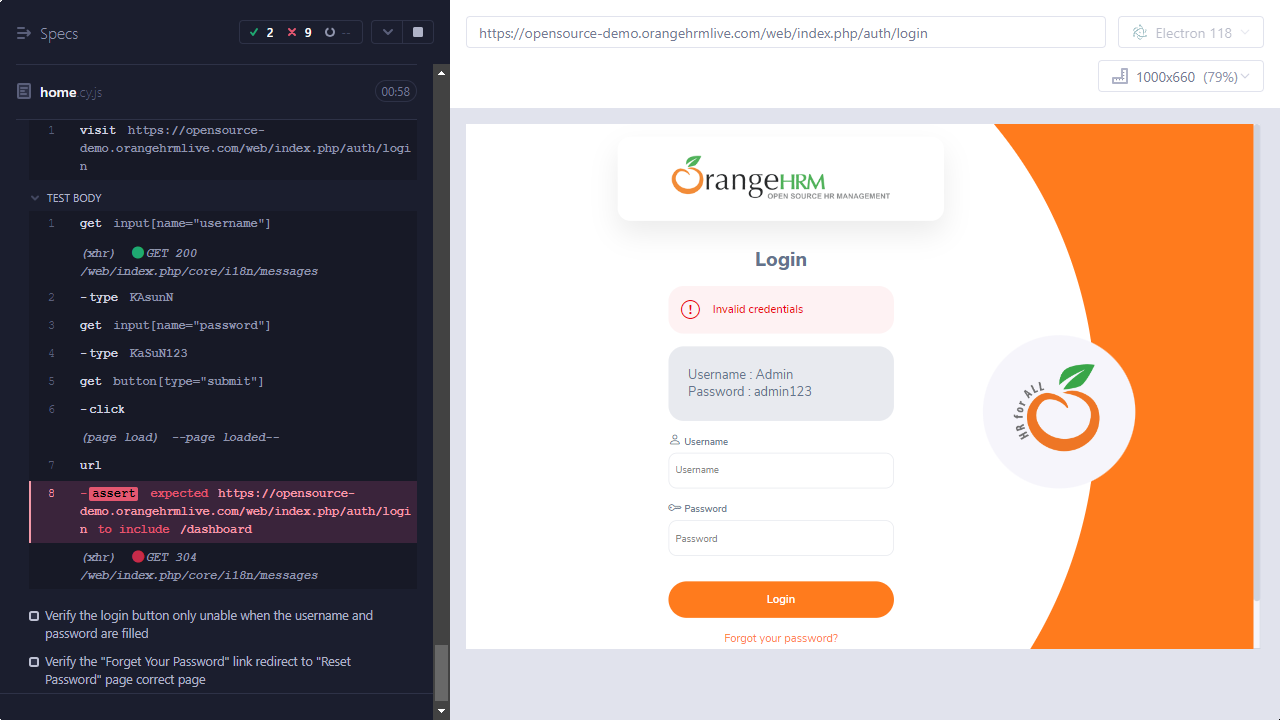 Specs
2
9
--
home.cy.js
00:58
1 visit https://opensource-
demo.orangehrmlive.com/web/index.php/auth/logi
n
TEST BODY
1 get input[name="username"]
(xhr) GET 200
/web/index.php/core/i18n/messages
2 -type KAsunN
3 get input[name="password"]
4 -type KaSuN123
5 get button[type="submit"]
6 -click
(page load) --page loaded--
7 url
8 -assert expected https://opensource-
demo.orangehrmlive.com/web/index.php/auth/logi
n to include /dashboard
(xhr) GET 304
/web/index.php/core/i18n/messages
Verify the login button only unable when the username and
password are filled
Verify the "Forget Your Password" link redirect to "Reset
Password" page correct page
https://opensource-demo.orangehrmlive.com/web/index.php/auth/login
Electron 118
1000x660 (79%)
OrangeHRM
OPEN SOURCE HR MANAGEMENT
Login
Invalid credentials
Username : Admin
Password : admin123
Username
Username
Password
Password
Login
Forgot your password?
HR for ALL